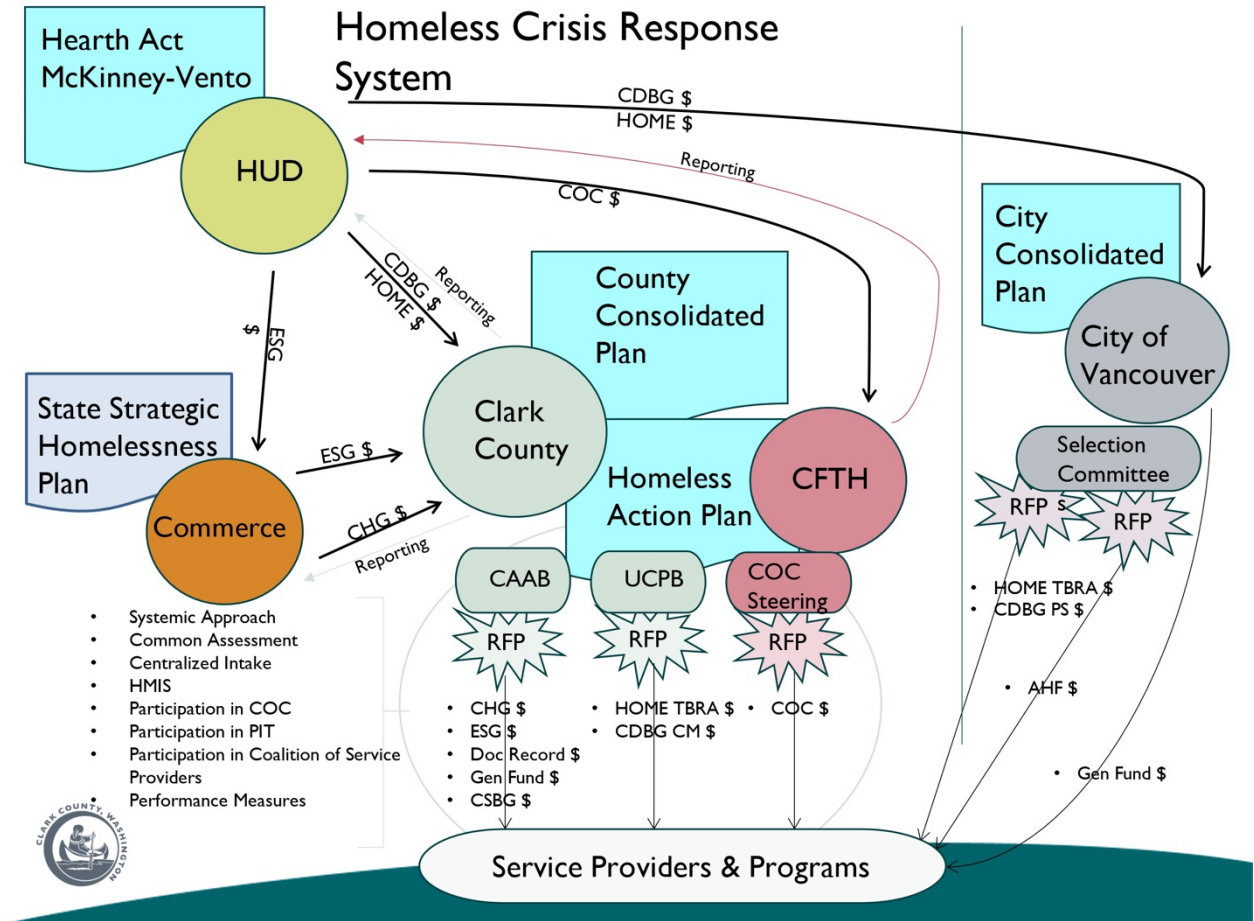 Homeless Crisis Response
System
Hearth Act
McKinney-Vento
HUD
CDBG $
HOME $
Reporting
COC $
CDBG $
HOME $
Reporting
ESG
$
City
Consolidated
Plan
City of
Vancouver
County
Consolidated
Plan
State Strategic
Homelessness
Plan
Commerce
ESG $
CHG $
Reporting
Clark
County
Homeless
Action Plan
CFTH
Selection
Committee
RFP s
RFP
CAAB
UCPB
COC
Steering
RFP
RFP
RFP
• Systemic Approach
• Common Assessment
• Centralized Intake
• HMIS
• Participation in COC
• Participation in PIT
• Participation in Coalition of Service
Providers
• Performance Measures
• CHG $
• ESG $
• Doc Record $
• Gen Fund $
• CSBG $
• HOME TBRA $
• CDBG CM $
• COC $
• HOME TBRA $
• CDBG PS $
• AHF $
• Gen Fund $
CLARK COUNTY, WASHINGTON
Service Providers & Programs